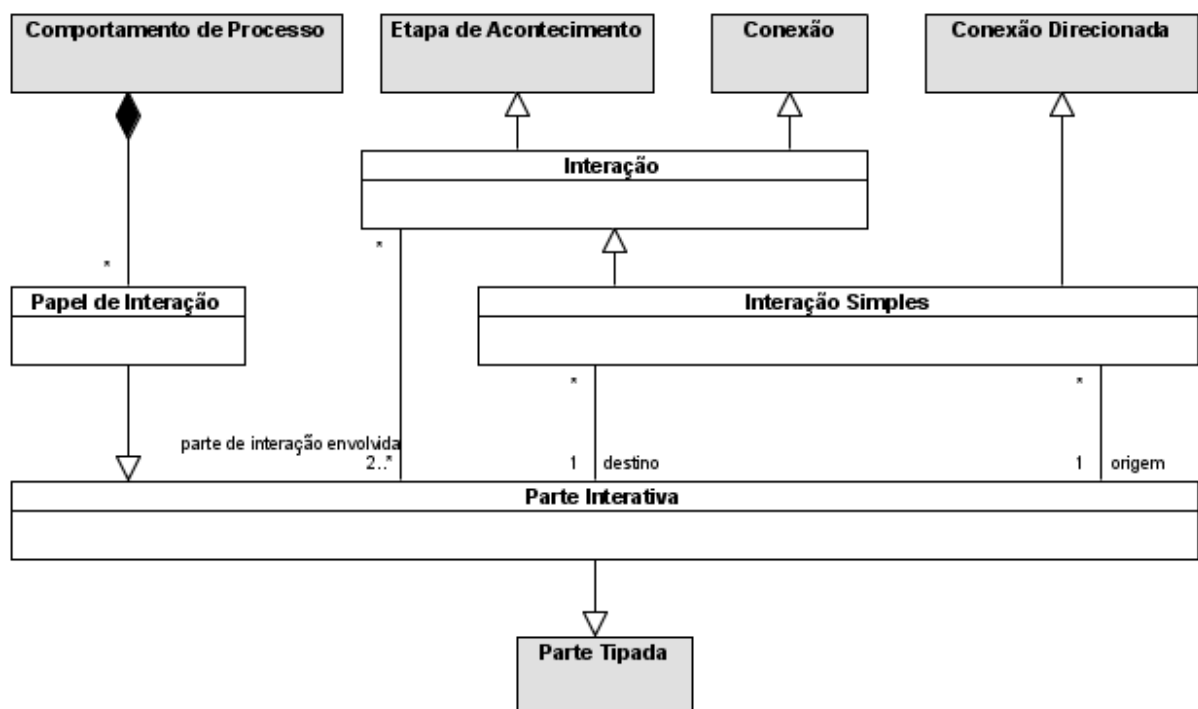 Comportamento de Processo
Etapa de Acontecimento
Conexão
Conexão Direcionada
Interação
*
*
Papel de Interação
Interação Simples
*
*
parte de interação envolvida
2..*
1
destino
1
origem
Parte Interativa
Parte Tipada